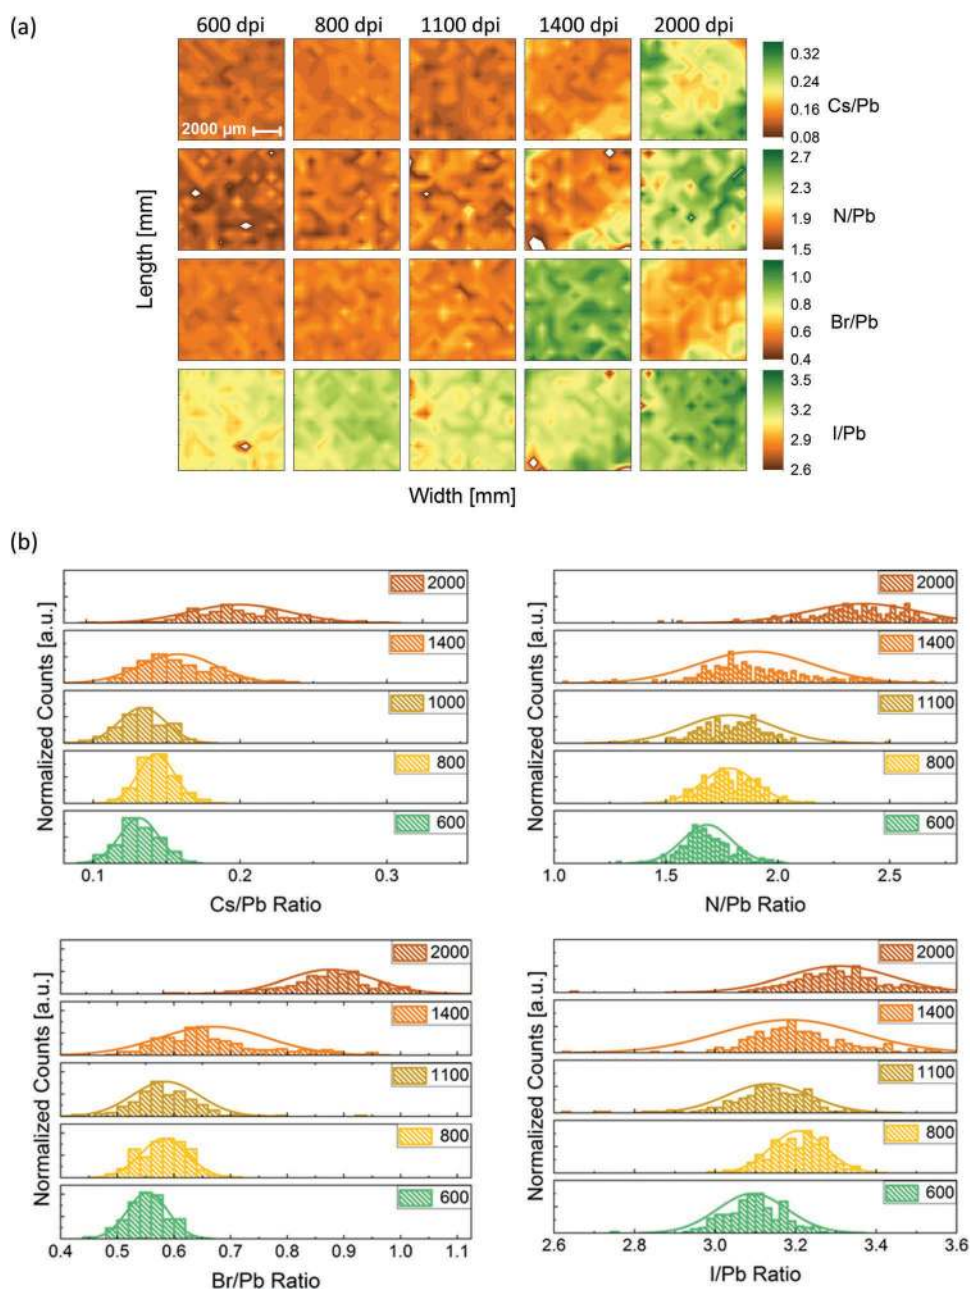 (a)
600 dpi 800 dpi 1100 dpi 1400 dpi 2000 dpi
0.32
0.24
0.16
0.08
Cs/Pb
2000 μm
2.7
2.3
1.9
1.5
N/Pb
Length [mm]
1.0
0.8
0.6
0.4
Br/Pb
3.5
3.2
2.9
2.6
I/Pb
Width [mm]
(b)
Normalized Counts [a.u.]
2000
1400
1000
800
600
0.1 0.2 0.3
Cs/Pb Ratio
Normalized Counts [a.u.]
2000
1400
1100
800
600
1.0 1.5 2.0 2.5
N/Pb Ratio
Normalized Counts [a.u.]
2000
1400
1100
800
600
0.4 0.5 0.6 0.7 0.8 0.9 1.0 1.1
Br/Pb Ratio
Normalized Counts [a.u.]
2000
1400
1100
800
600
2.6 2.8 3.0 3.2 3.4 3.6
I/Pb Ratio